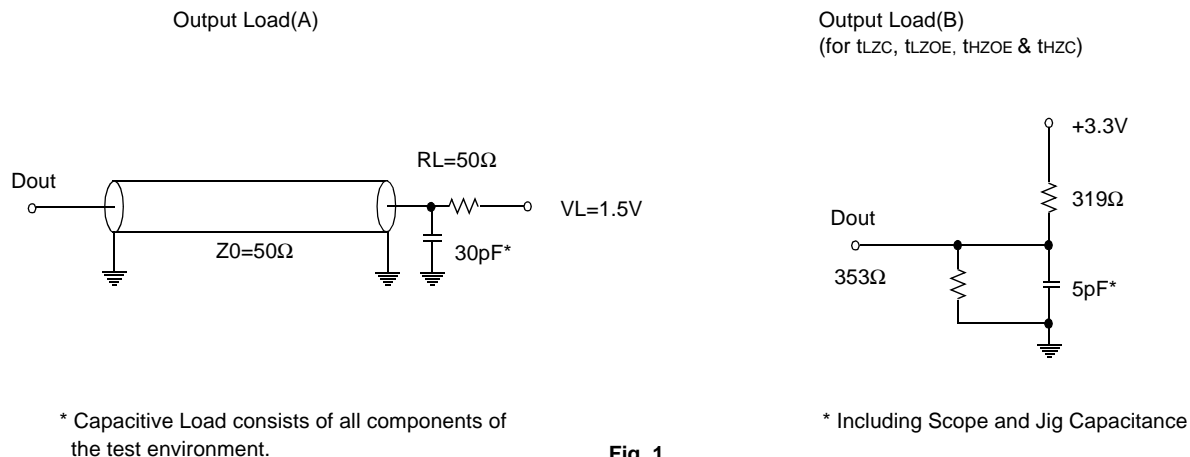 Output Load(A)
Output Load(B)
(for tLZC, tLZOE, tHZOE & tHZC)
+3.3V
RL=50Ω
Dout
319Ω
VL=1.5V
Dout
Z0=50Ω
30pF*
353Ω
5pF*
* Capacitive Load consists of all components of
the test environment.
* Including Scope and Jig Capacitance
Fig. 1